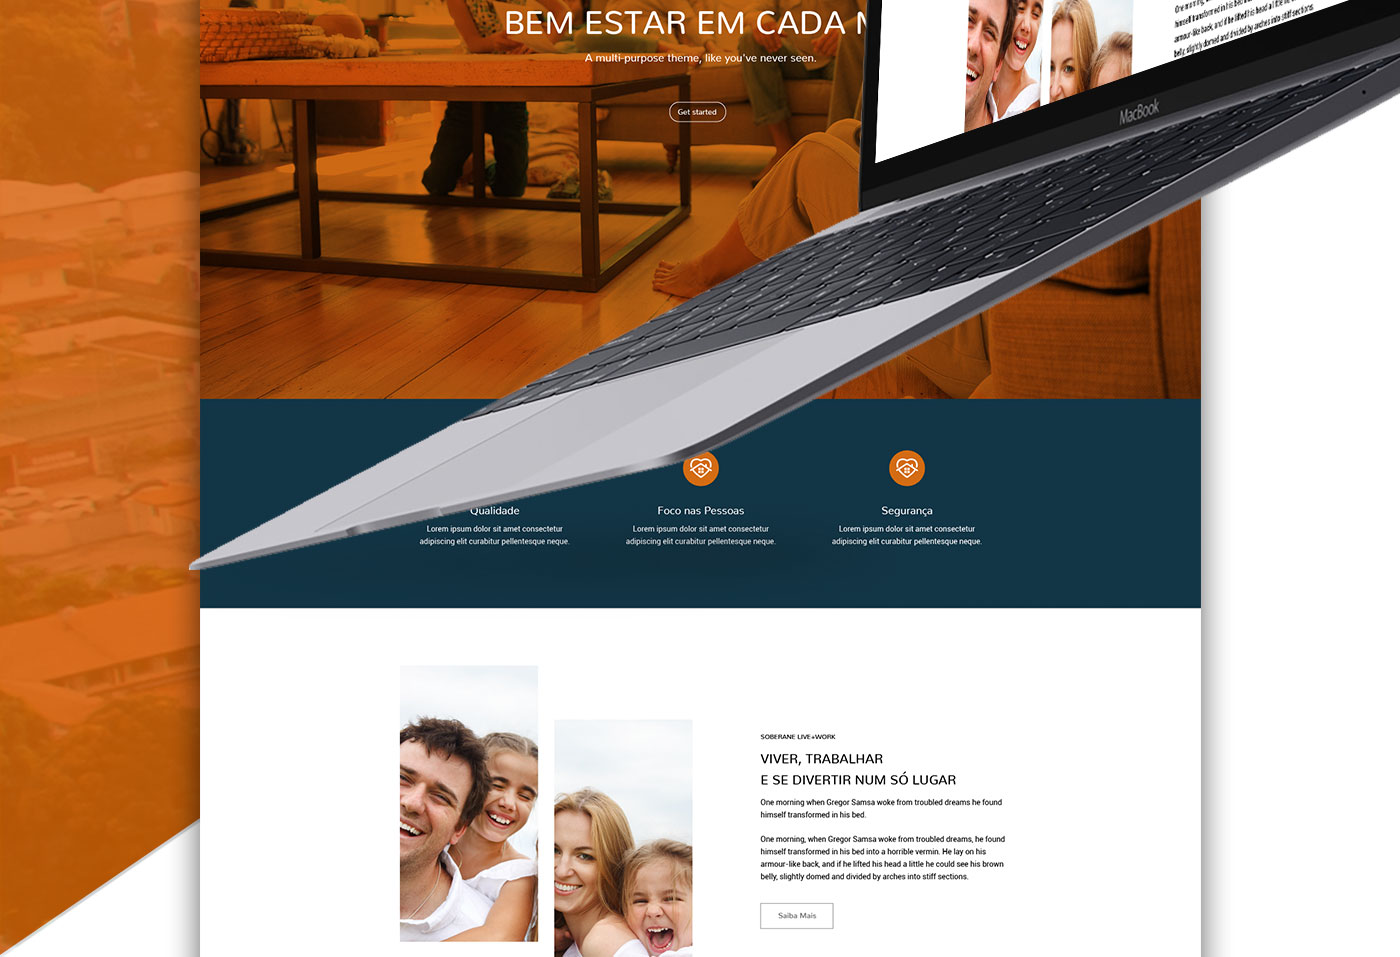 BEM ESTAR EM CADA
A multi-purpose theme, like you've never seen.
Get started
One morning,
himself transformed in his bed
armour-like back, and if he lifted his head a little he
belly, slightly domed and divided by arches into stiff sections.
MacBook
Qualidade
Lorem ipsum dolor sit amet consectetur
adipiscing elit curabitur pellentesque neque.
Foco nas Pessoas
Lorem ipsum dolor sit amet consectetur
adipiscing elit curabitur pellentesque neque.
Segurança
Lorem ipsum dolor sit amet consectetur
adipiscing elit curabitur pellentesque neque.
SOBERANE LIVE+WORK
VIVER, TRABALHAR
E SE DIVERTIR NUM SÓ LUGAR
One morning when Gregor Samsa woke from troubled dreams he found
himself transformed in his bed.
One morning, when Gregor Samsa woke from troubled dreams, he found
himself transformed in his bed into a horrible vermin. He lay on his
armour-like back, and if he lifted his head a little he could see his brown
belly, slightly domed and divided by arches into stiff sections.
Saiba Mais